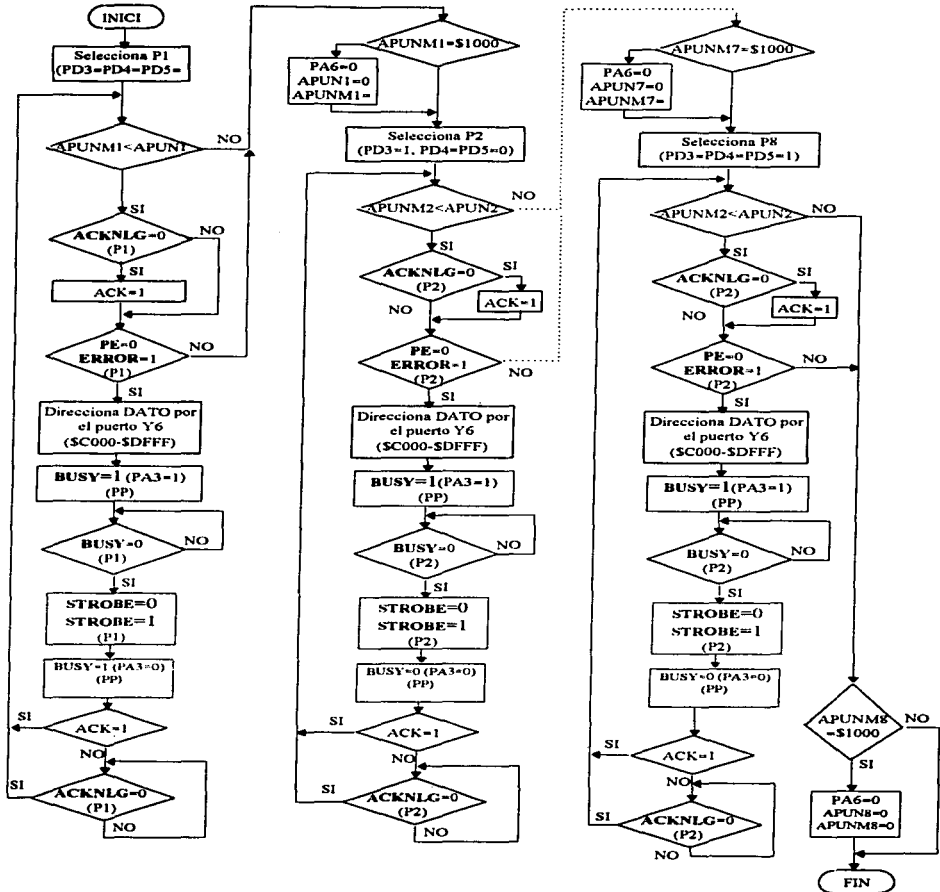 INICI
Selecciona P1
(PD3=PD4=PD5=
APUNM1<APUN1
NO
SI
ACKNLG=0
(P1)
NO
SI
ACK=1
PE=0
ERROR=1
(P1)
NO
SI
Direcciona DATO por
el puerto Y6
($C000-$DFFF)
BUSY=1 (PA3=1)
(PP)
BUSY=0
(P1)
NO
SI
STROBE=0
STROBE=1
(P1)
BUSY=1 (PA3=0)
(PP)
SI
ACK=1
NO
SI
ACKNLG=0
(P1)
NO
APUNM1=$1000
PA6=0
APUN1=0
APUNM1=
Selecciona P2
(PD3=1, PD4=PD5=0)
APUNM2<APUN2
NO
SI
ACKNLG=0
(P2)
SI
NO
ACK=1
PE=0
ERROR=1
(P2)
NO
SI
Direcciona DATO por
el puerto Y6
($C000-$DFFF)
BUSY=1 (PA3=1)
(PP)
BUSY=0
(P2)
NO
SI
STROBE=0
STROBE=1
(P2)
BUSY=0 (PA3=0)
(PP)
SI
ACK=1
NO
SI
ACKNLG=0
(P2)
NO
APUNM7=$1000
PA6=0
APUN7=0
APUNM7=
Selecciona P8
(PD3=PD4=PD5=1)
APUNM2<APUN2
NO
SI
ACKNLG=0
(P2)
SI
NO
ACK=1
PE=0
ERROR=1
(P2)
NO
SI
Direcciona DATO por
el puerto Y6
($C000-$DFFF)
BUSY=1 (PA3=1)
(PP)
BUSY=0
(P2)
NO
SI
STROBE=0
STROBE=1
(P2)
BUSY=0 (PA3=0)
(PP)
SI
ACK=1
NO
SI
ACKNLG=0
(P2)
NO
APUNM8
=$1000
NO
SI
PA6=0
APUN8=0
APUNM8=0
FIN